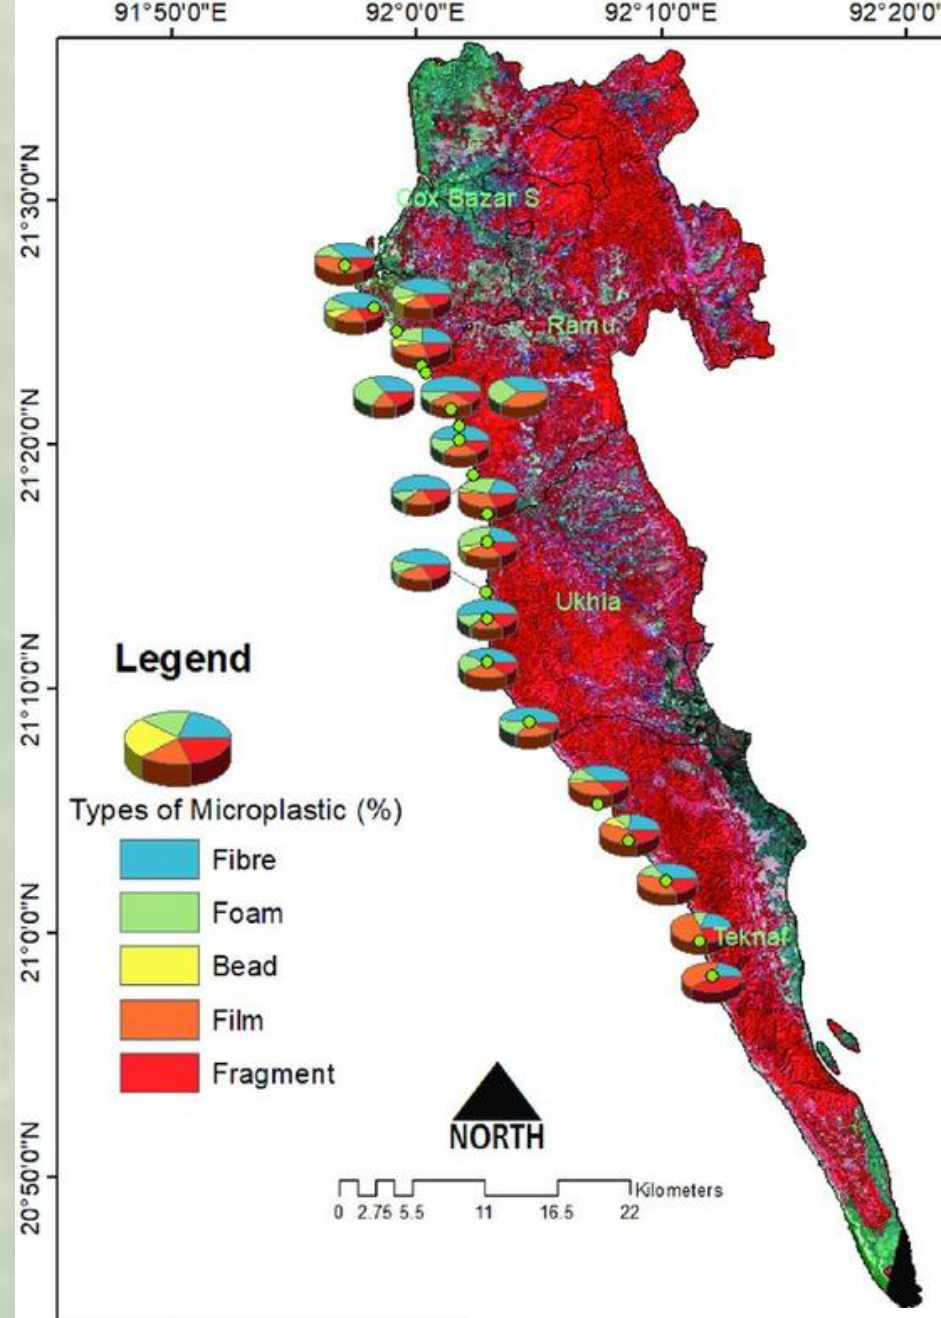 91°50'0"E 92°0'0"E 92°10'0"E 92°20'0"
21°30'0"N
Cox Bazar S
Ramu
21°20'0"N
Ukhia
21°10'0"N
Legend
Types of Microplastic (%)
Fibre
Foam
Bead
Film
Fragment
21°0'0"N
Teknaf
NORTH
20°50'0"N
Kilometers
0 2.75 5.5 11 16.5 22